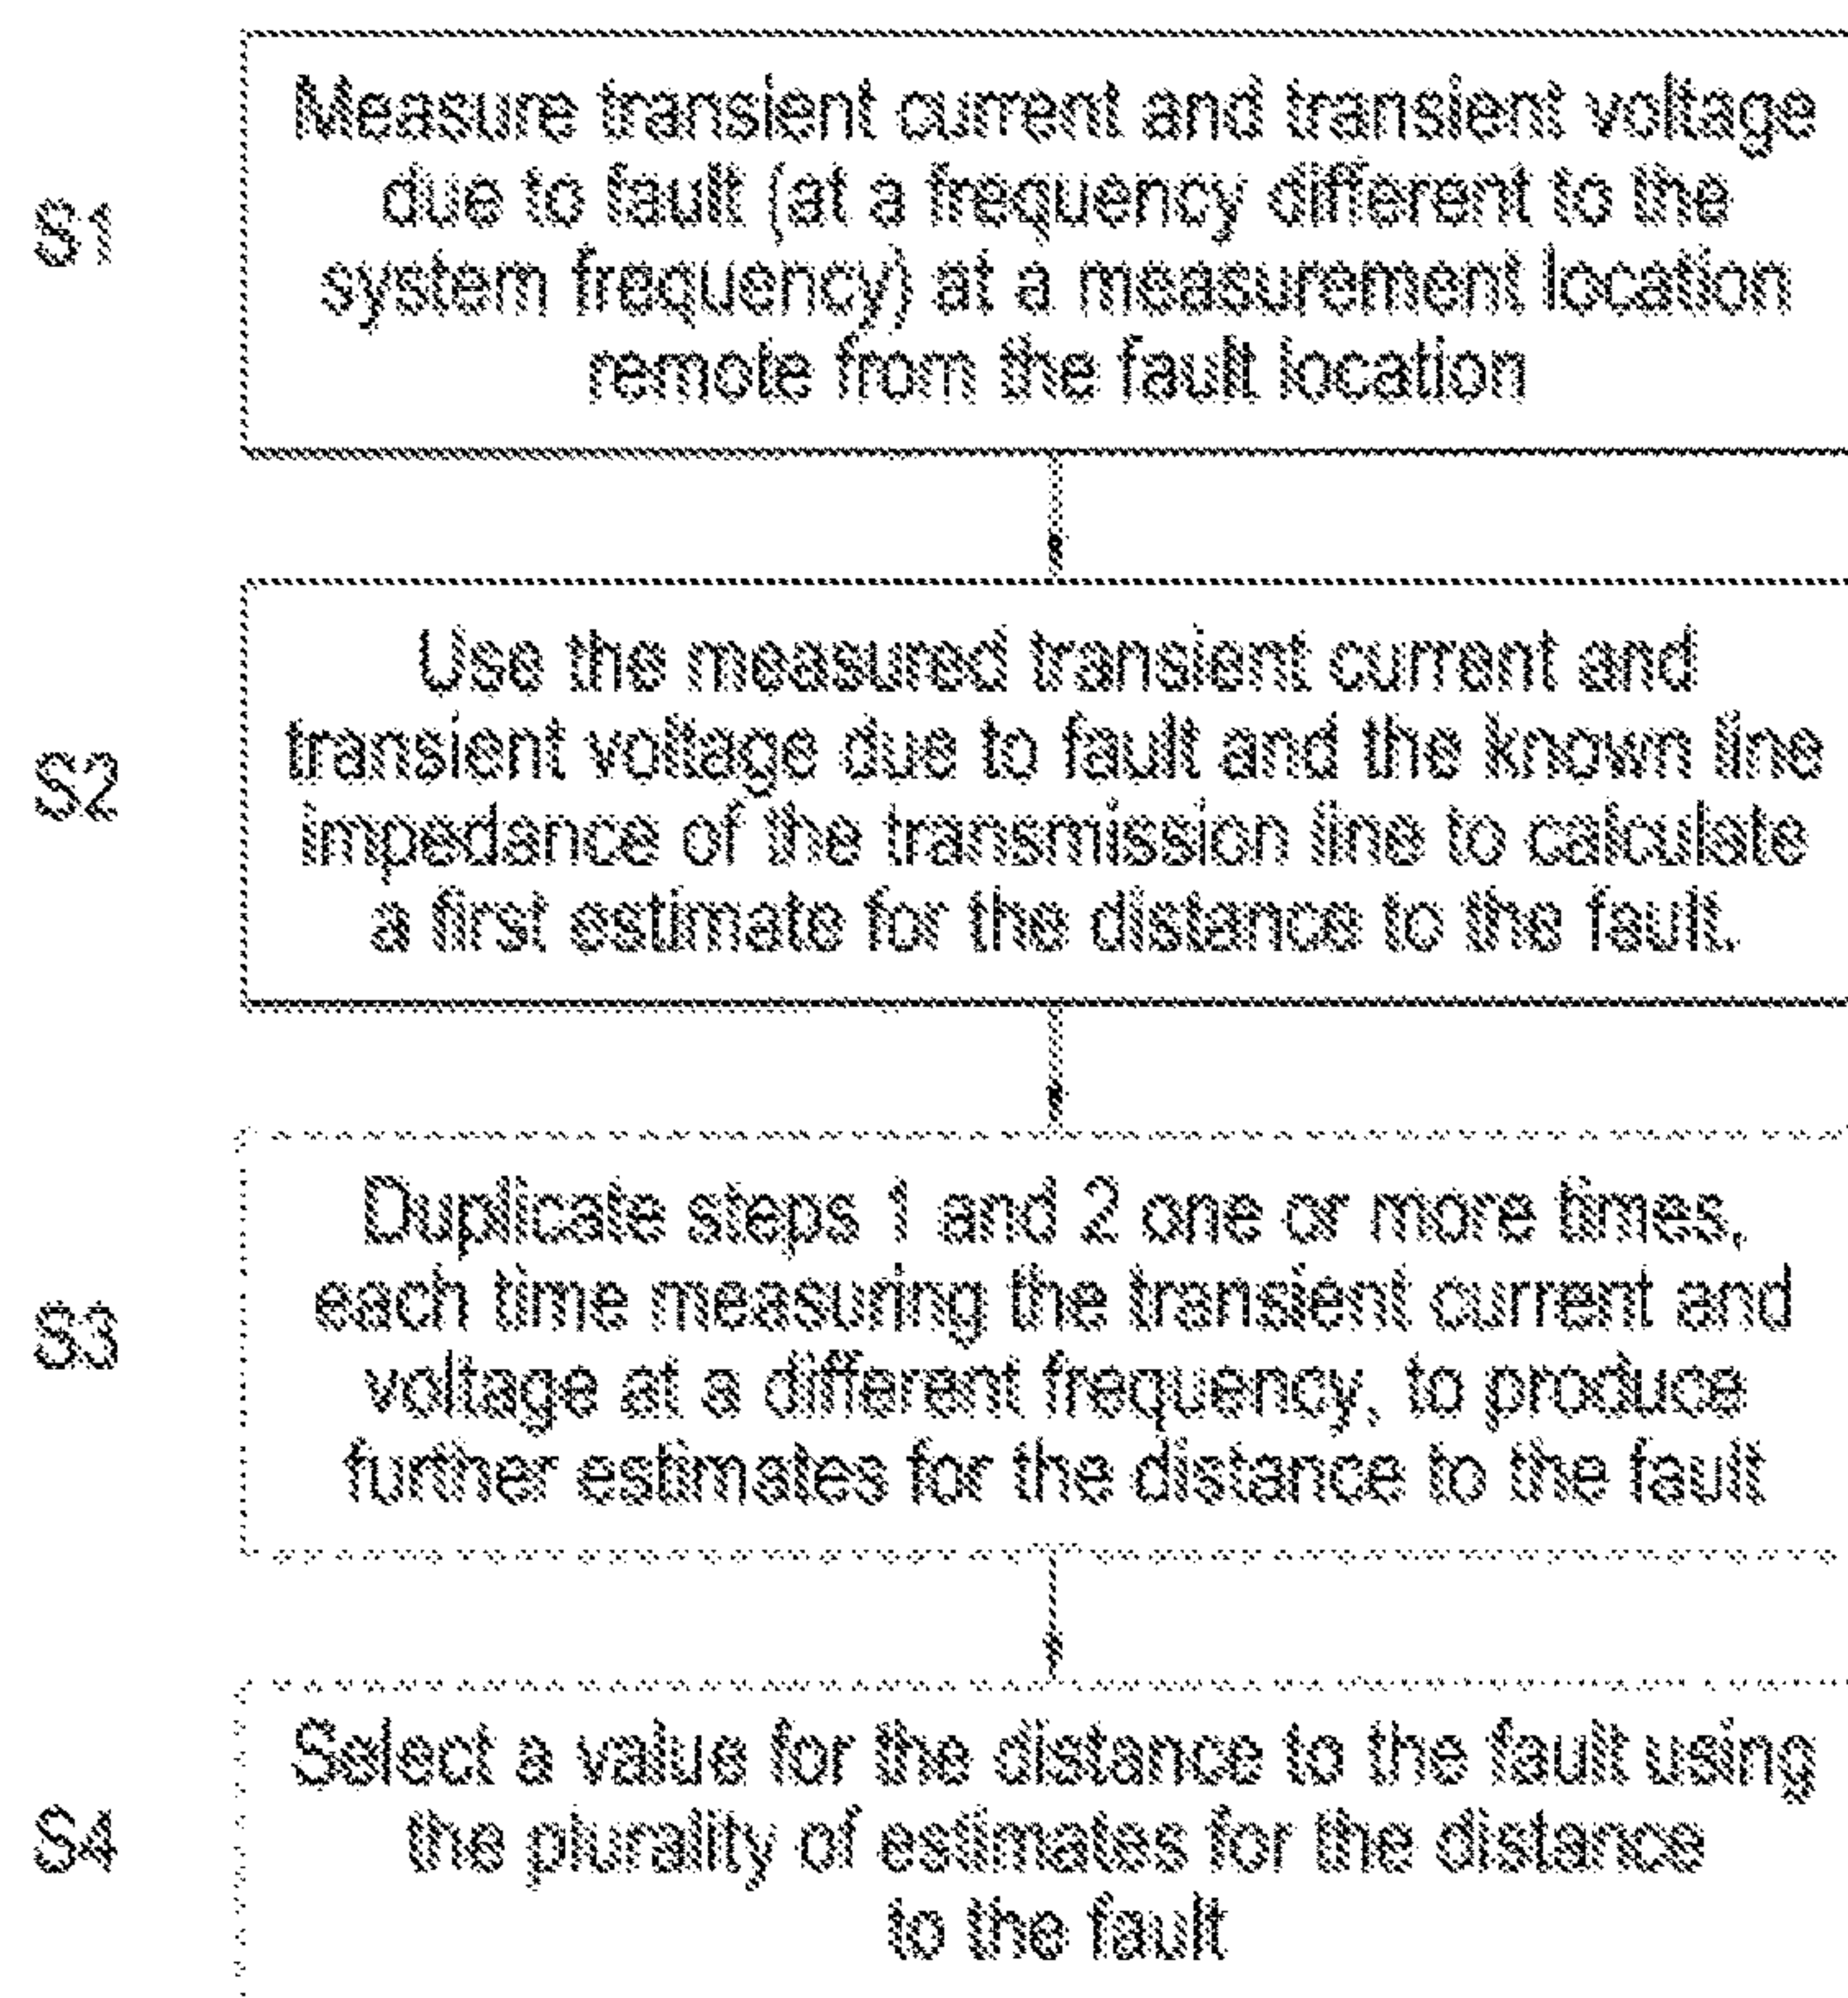 S1
Measure transient current and transient voltage
due to fault (at a frequency different to the
system frequency) at a measurement location
remote from the fault location
S2
Use the measured transient current and
transient voltage due to fault and the known line
impedance of the transmission line to calculate
a first estimate for the distance to the fault.
S3
Duplicate steps 1 and 2 one or more times,
each time measuring the transient current and
voltage at a different frequency, to produce
further estimates for the distance to the fault
S4
Select a value for the distance to the fault using
the plurality of estimates for the distance
to the fault